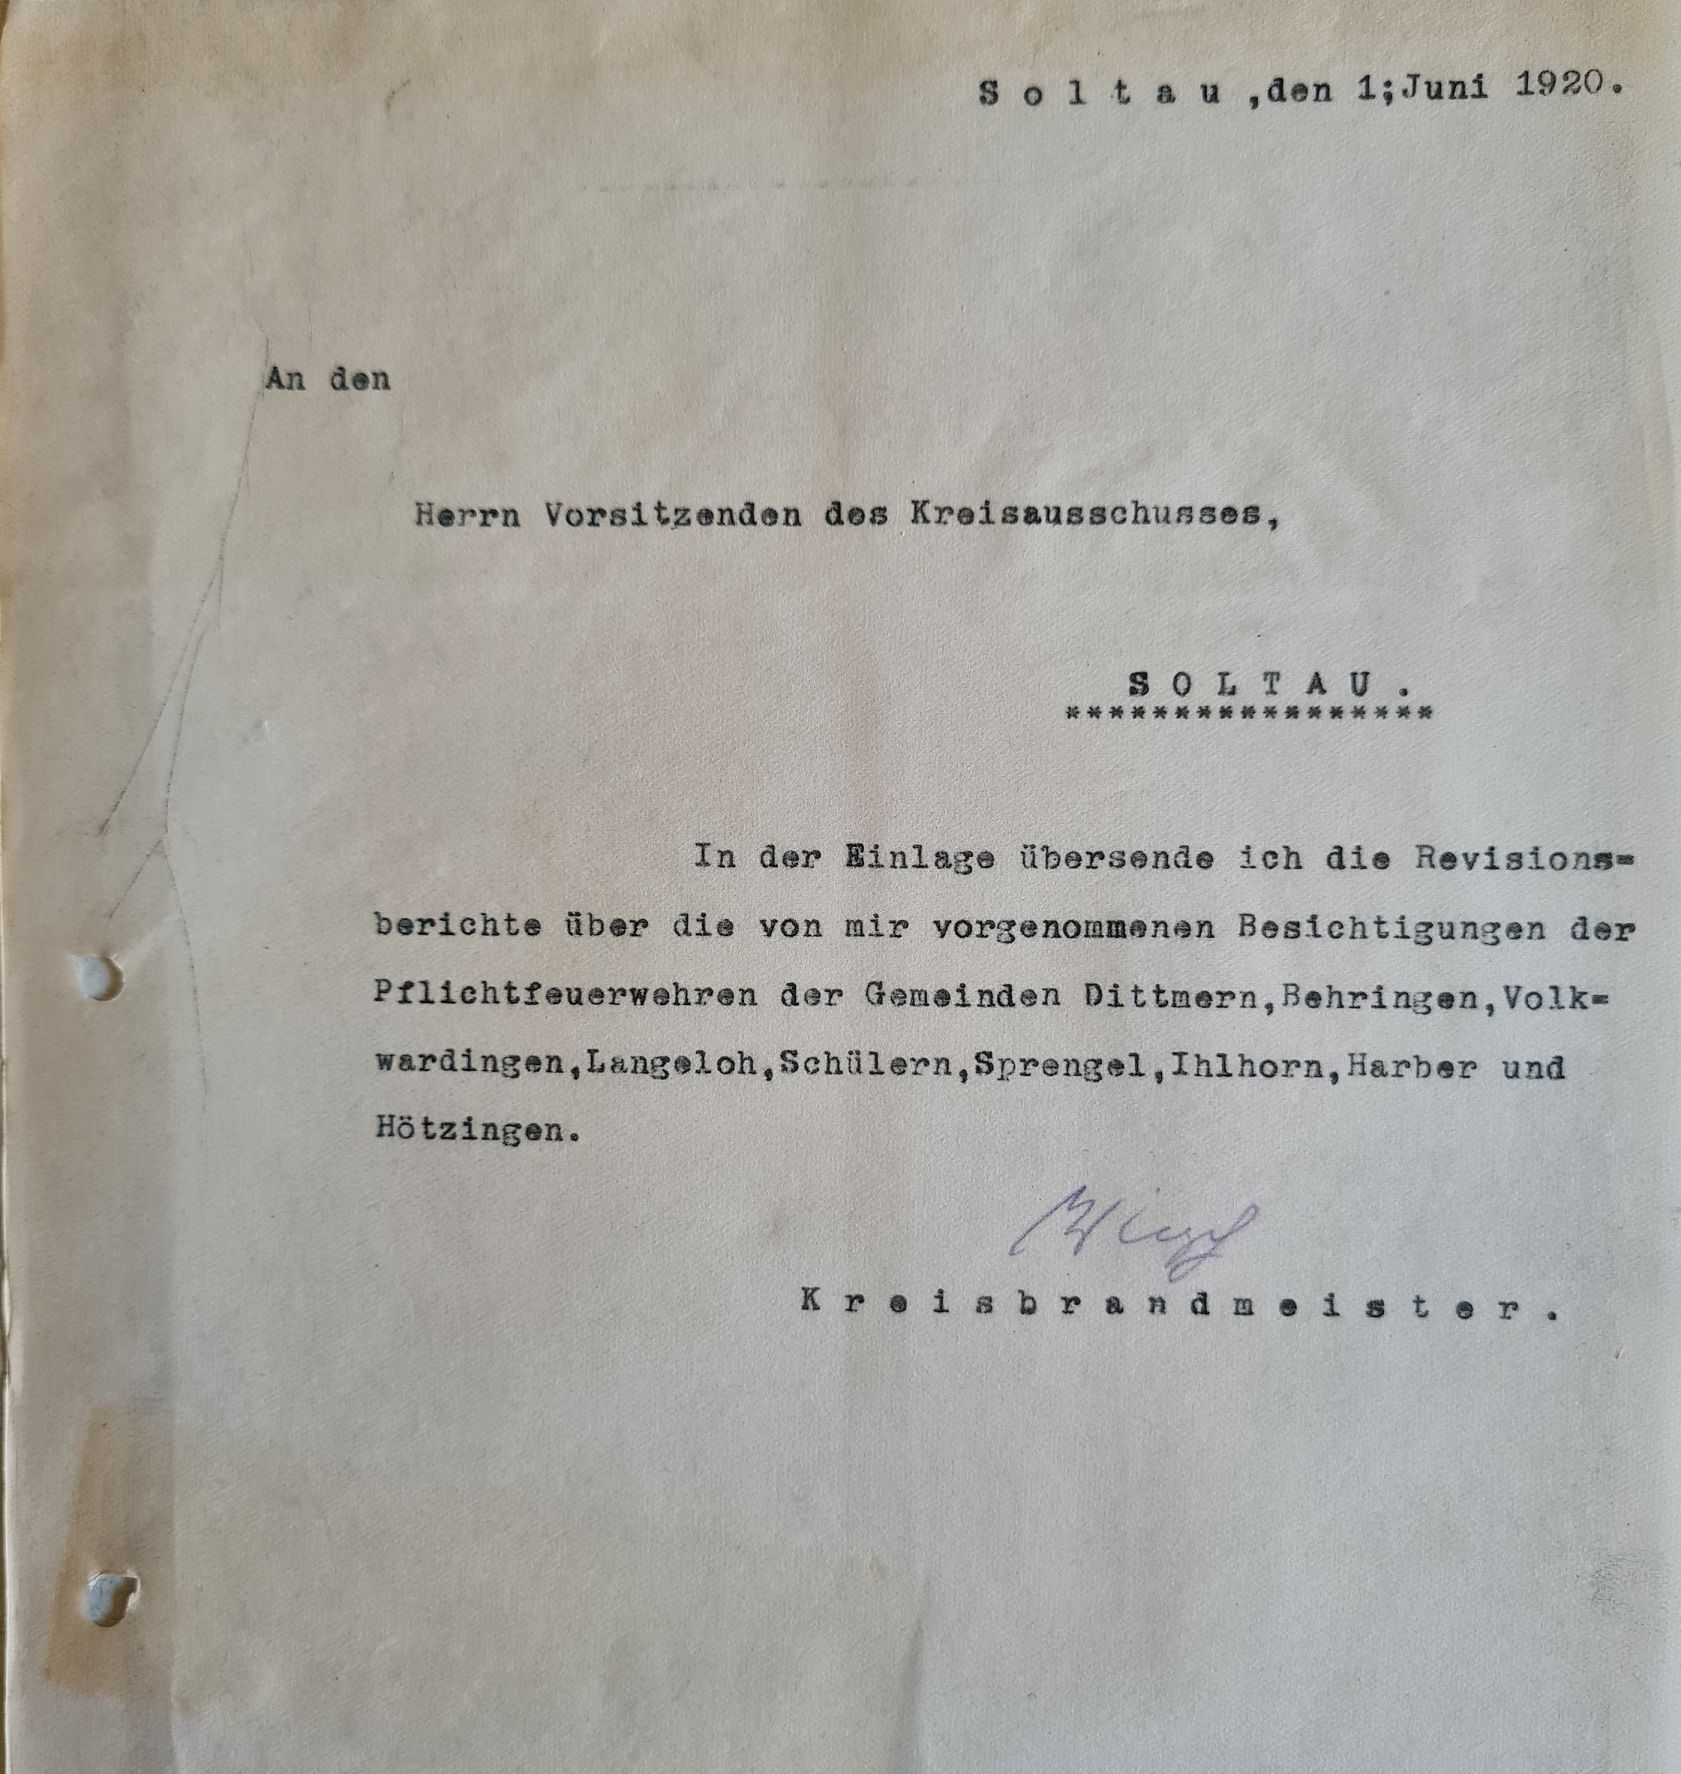 S o l t a u ,den 1;Juni 1920.
An den
Herrn Vorsitzenden des Kreisausschusses,
S O L T A U .
*****************
In der Einlage übersende ich die Revisions=
berichte über die von mir vorgenommenen Besichtigungen der
Pflichtfeuerwehren der Gemeinden Dittmern,Behringen,Volk=
wardingen,Langeloh,Schülern,Sprengel,Ihlhorn,Harber und
Hötzingen.
K r e i s b r a n d m e i s t e r .